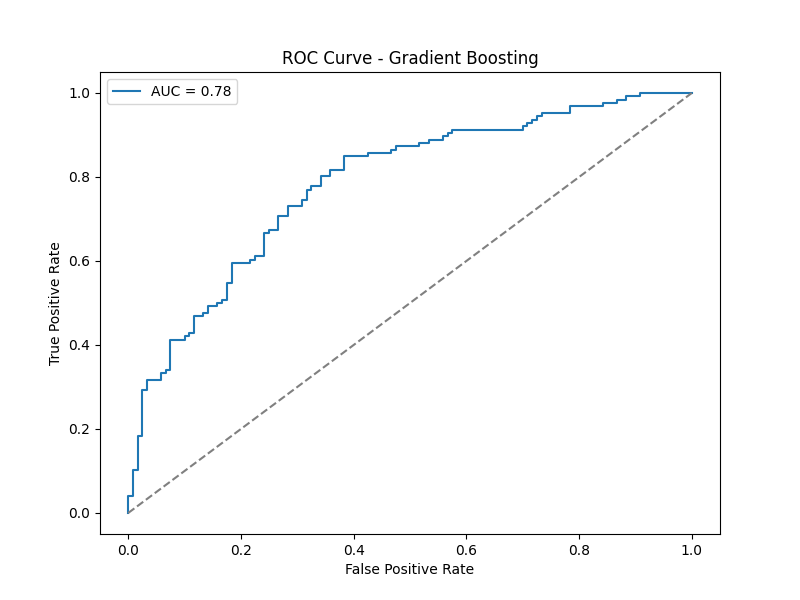 ROC Curve - Gradient Boosting
AUC = 0.78
True Positive Rate
1.0
0.8
0.6
0.4
0.2
0.0
0.0 0.2 0.4 0.6 0.8 1.0
False Positive Rate